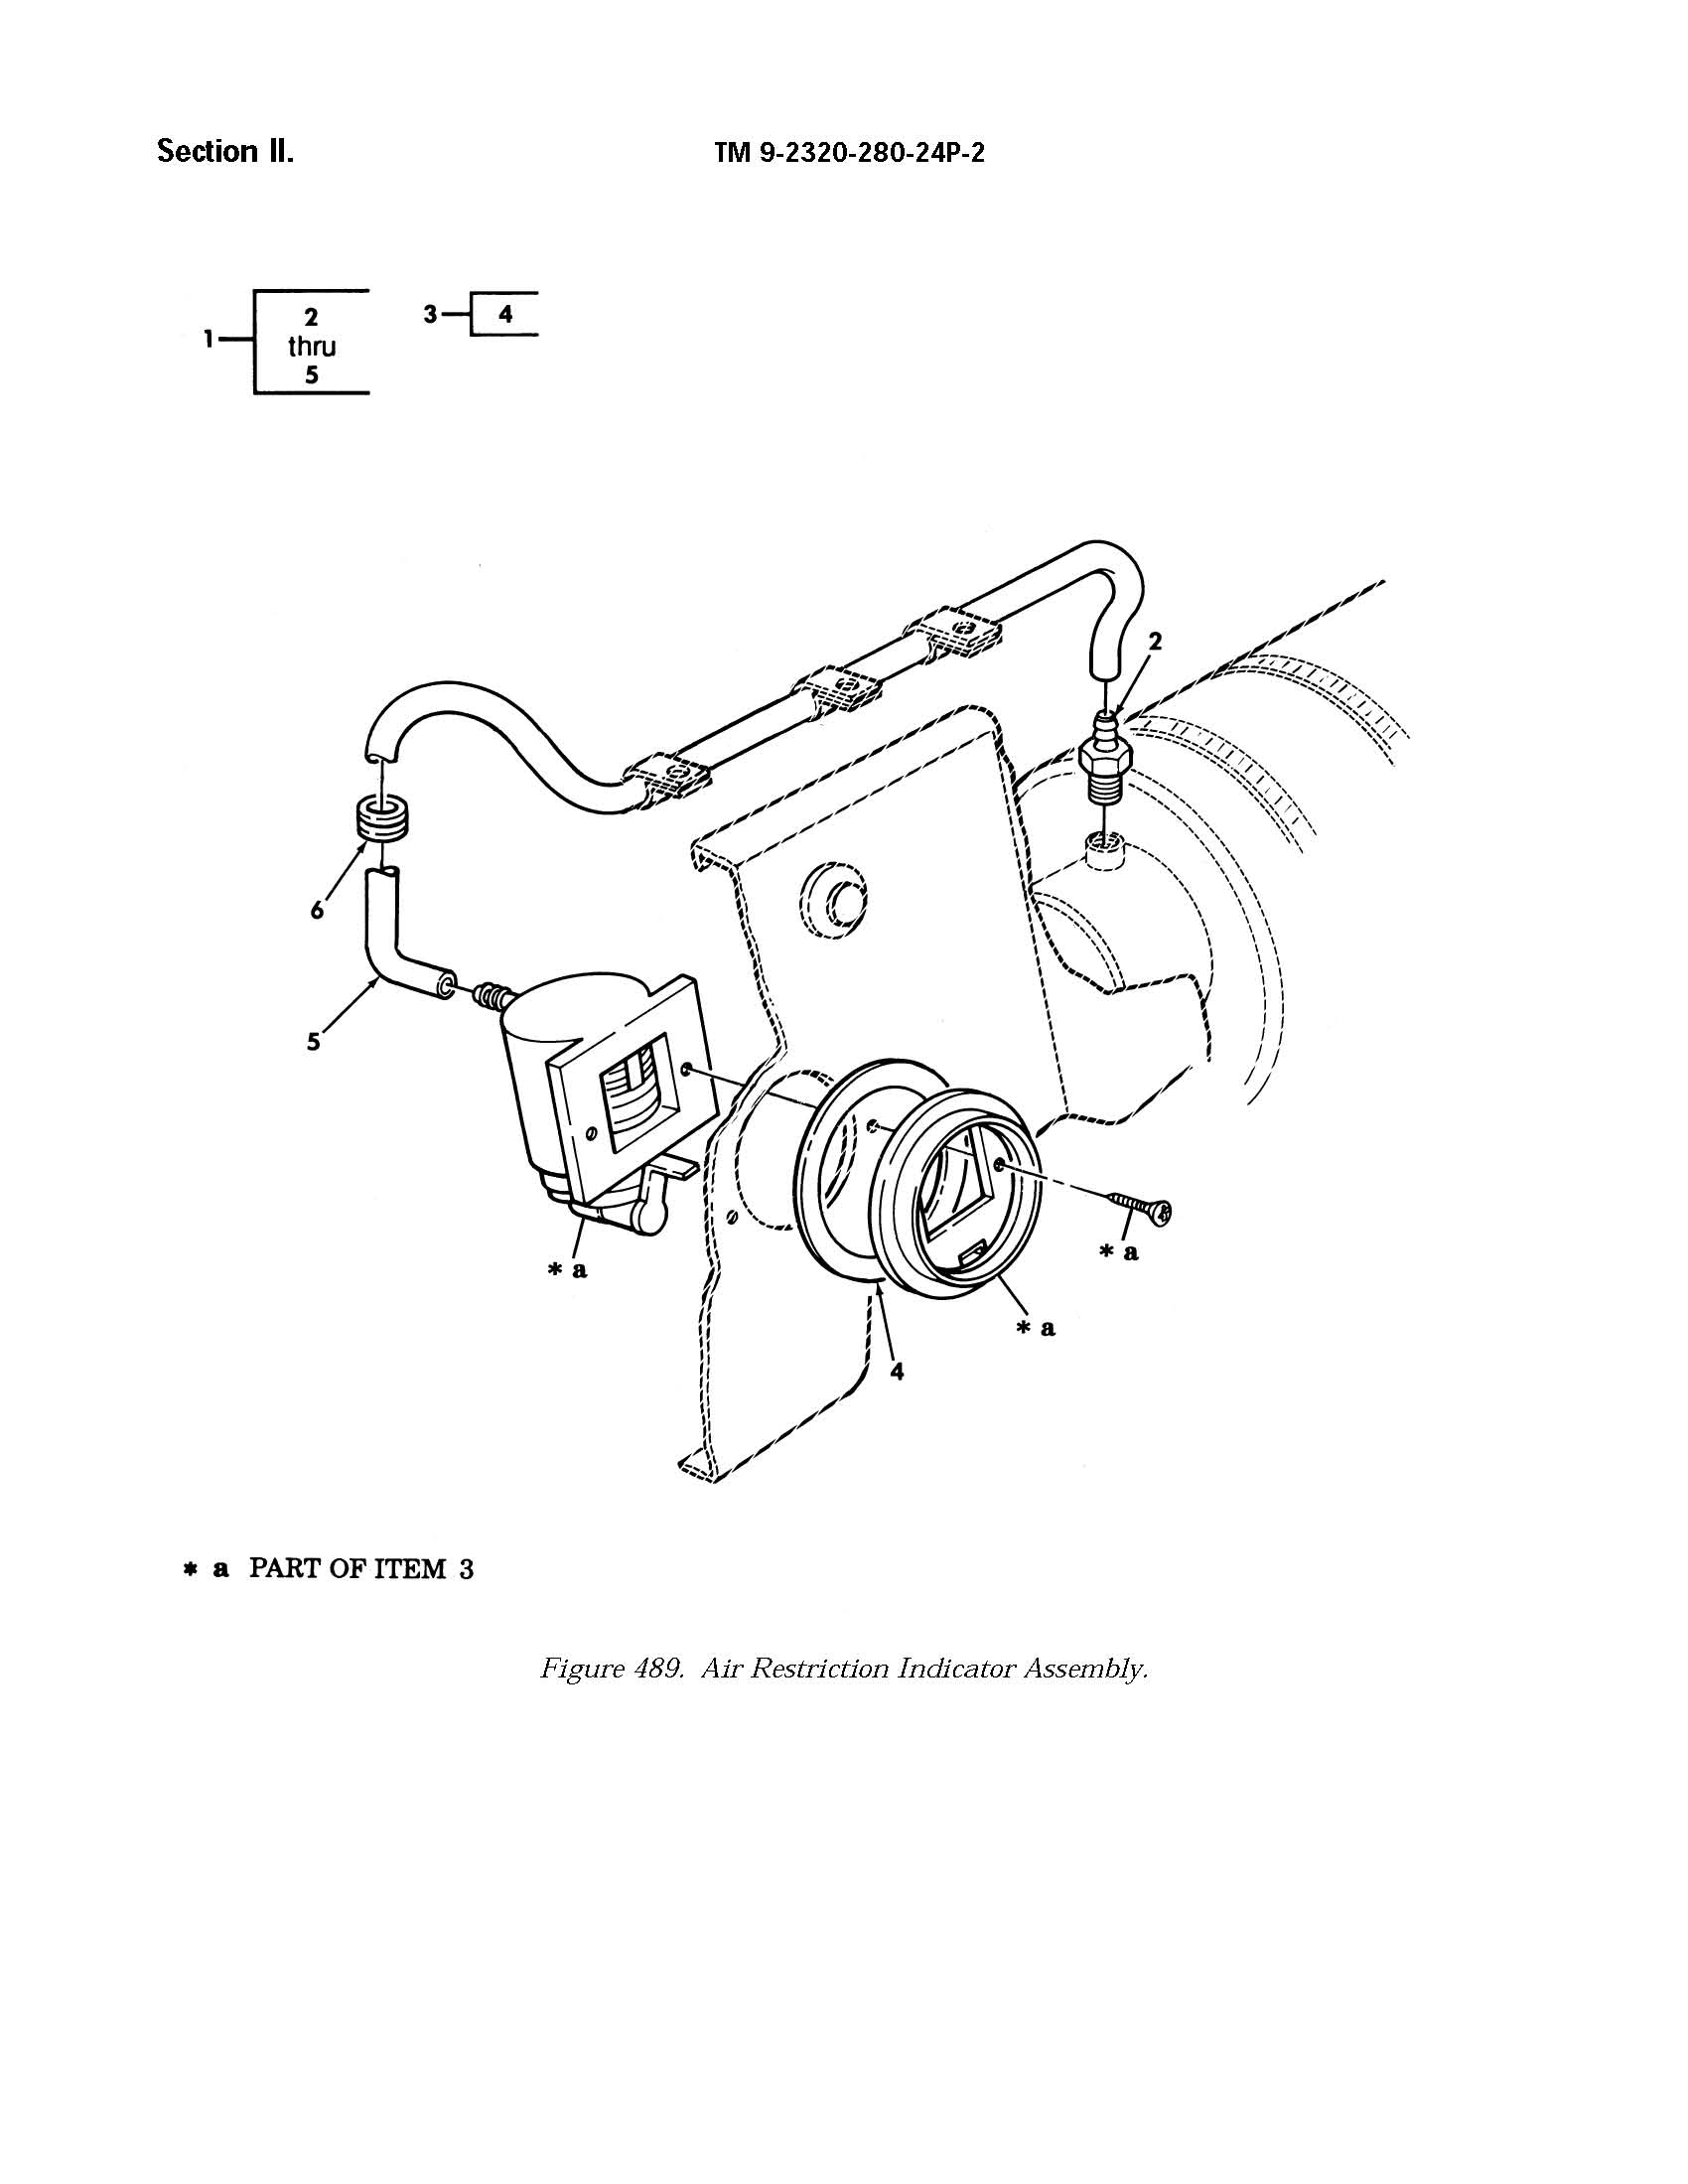 Section II.
TM 9-2320-280-24P-2
1
2
thru
5
3
4
2
6
5
* a
* a
* a
4
* a PART OF ITEM 3
Figure 489. Air Restriction Indicator Assembly.